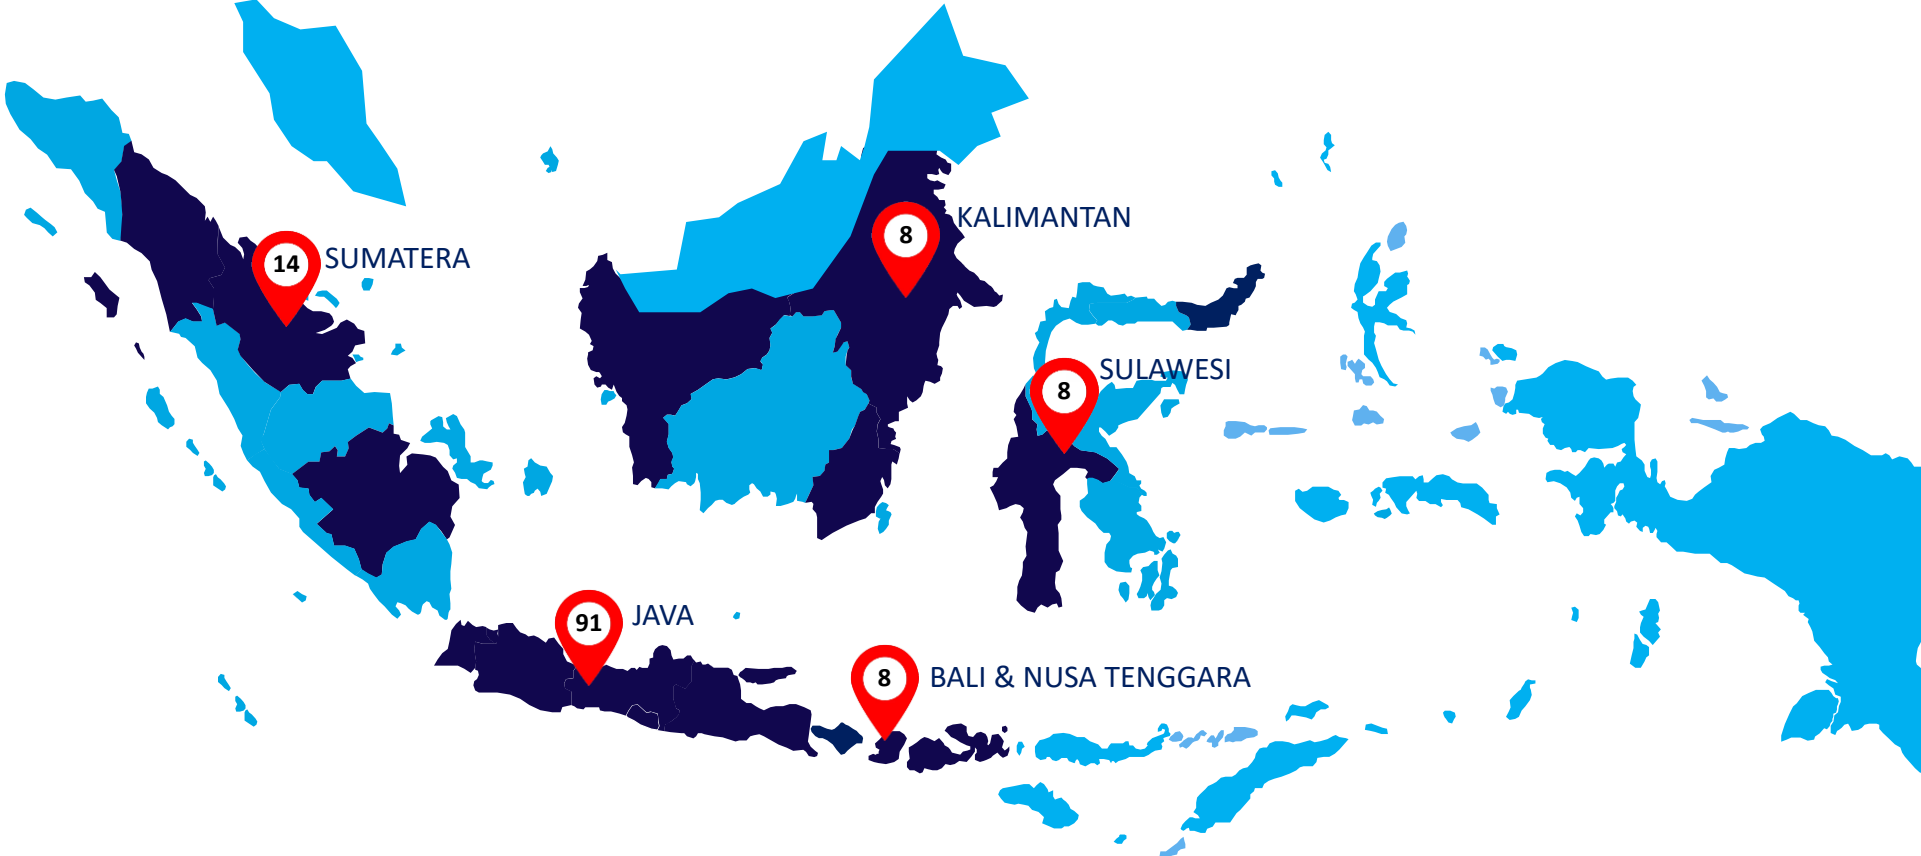 8
KALIMANTAN
14
SUMATERA
8
SULAWESI
91
JAVA
8
BALI & NUSA TENGGARA